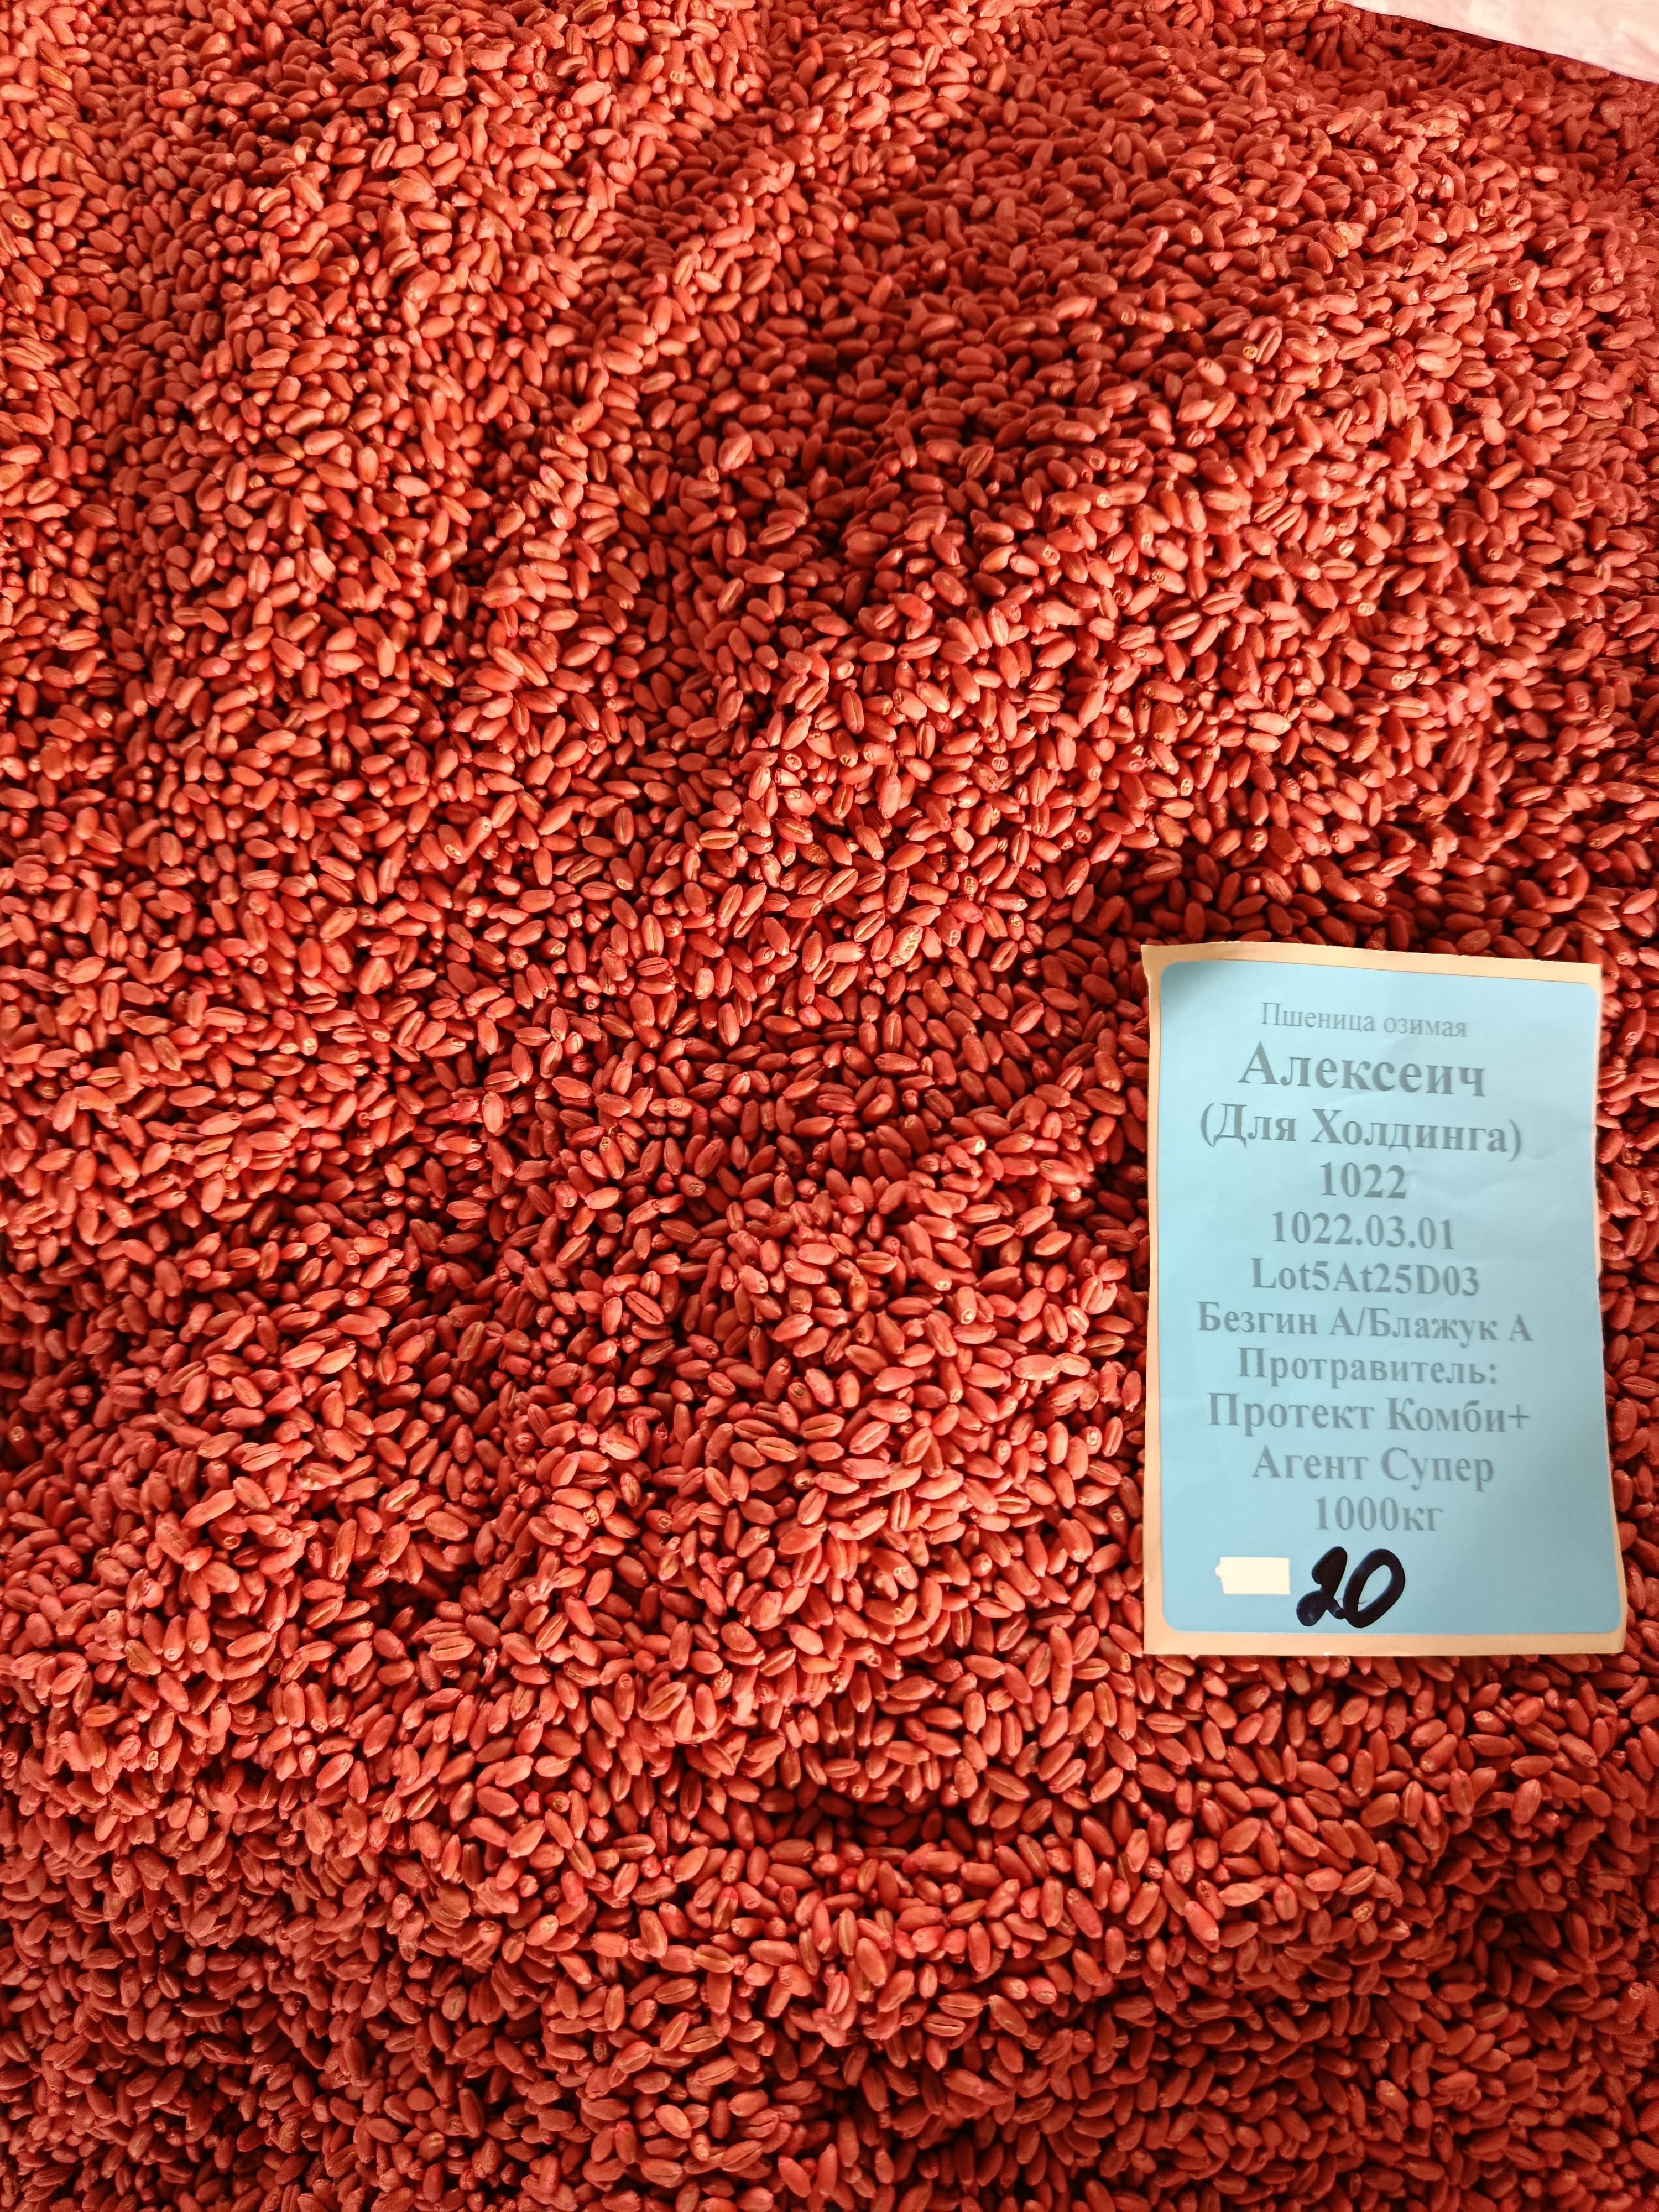 Пшеница озимая
Алексеич
(Для Холдинга)
1022
1022.03.01
Lot5At25D03
Безгин А/Блажук А
Протравитель:
Протект Комби+
Агент Супер
1000кг
20